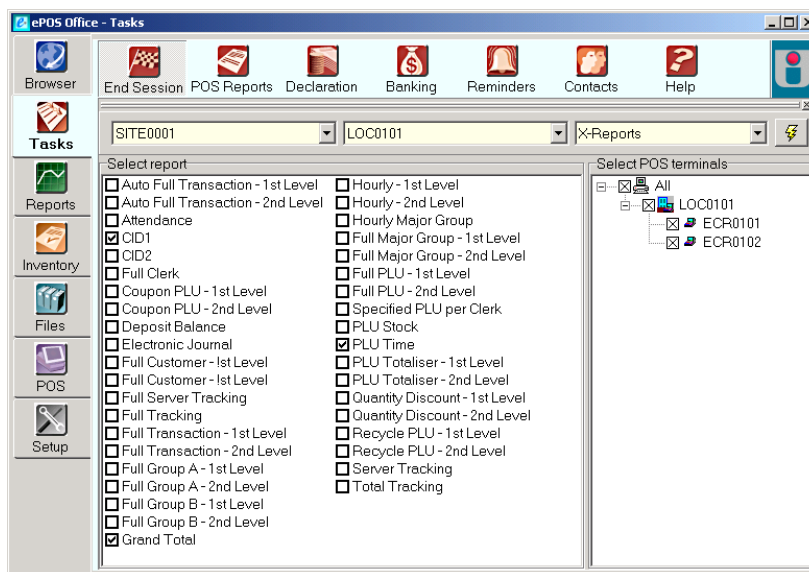 ePOS Office - Tasks
Browser
Tasks
Reports
Inventory
Files
POS
Setup
End Session
POS Reports
Declaration
Banking
Reminders
Contacts
Help
SITE0001
LOC0101
X-Reports
Select report
Auto Full Transaction - 1st Level
Auto Full Transaction - 2nd Level
Attendance
CID1
CID2
Full Clerk
Coupon PLU - 1st Level
Coupon PLU - 2nd Level
Deposit Balance
Electronic Journal
Full Customer - !st Level
Full Customer - !st Level
Full Server Tracking
Full Tracking
Full Transaction - 1st Level
Full Transaction - 2nd Level
Full Group A - 1st Level
Full Group A - 2nd Level
Full Group B - 1st Level
Full Group B - 2nd Level
Grand Total
Hourly - 1st Level
Hourly - 2nd Level
Hourly Major Group
Full Major Group - 1st Level
Full Major Group - 2nd Level
Full PLU - 1st Level
Full PLU - 2nd Level
Specified PLU per Clerk
PLU Stock
PLU Time
PLU Totaliser - 1st Level
PLU Totaliser - 2nd Level
Quantity Discount - 1st Level
Quantity Discount - 2nd Level
Recycle PLU - 1st Level
Recycle PLU - 2nd Level
Server Tracking
Total Tracking
Select POS terminals
All
LOC0101
ECR0101
ECR0102